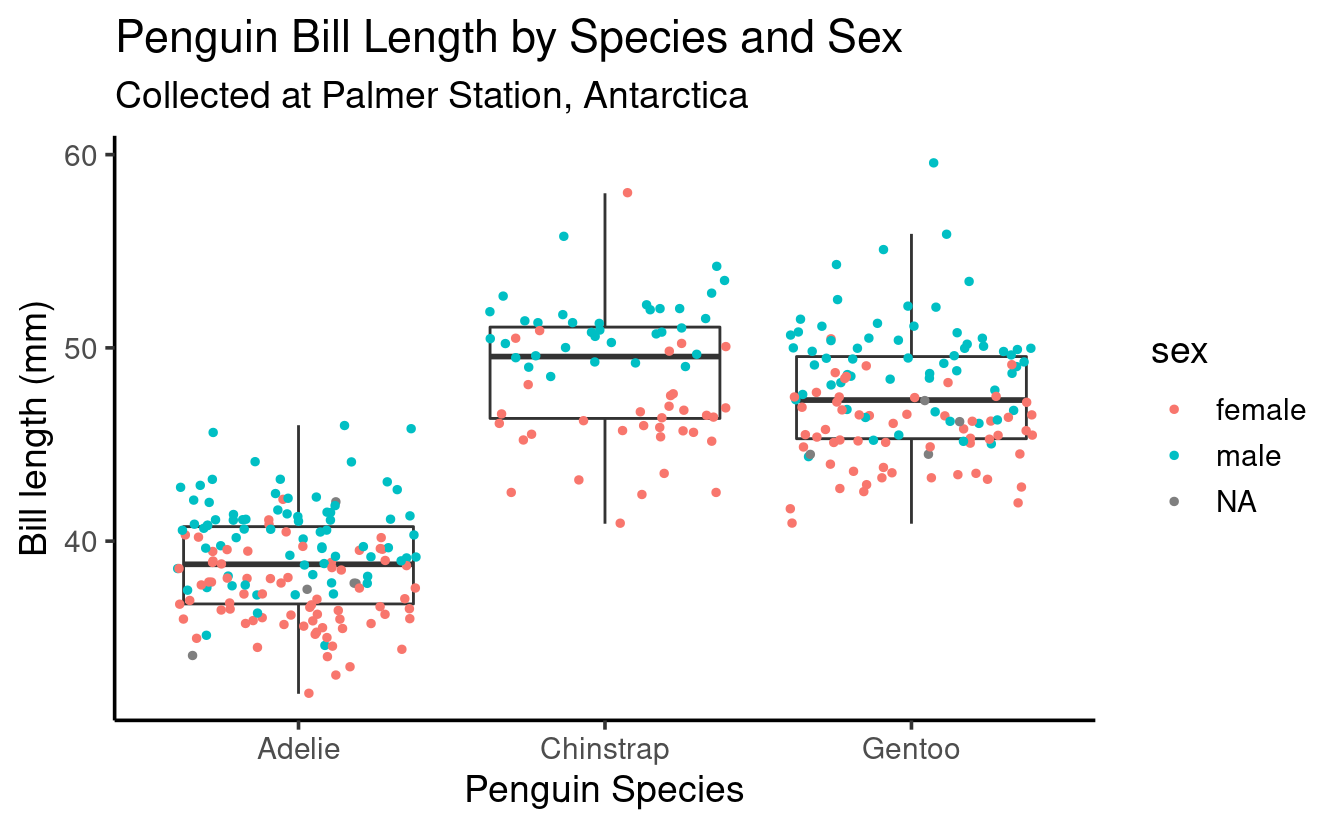 Penguin Bill Length by Species and Sex
Collected at Palmer Station, Antarctica
60
50
40
Bill length (mm)
Adelie
Chinstrap
Gentoo
Penguin Species
sex
female
male
NA